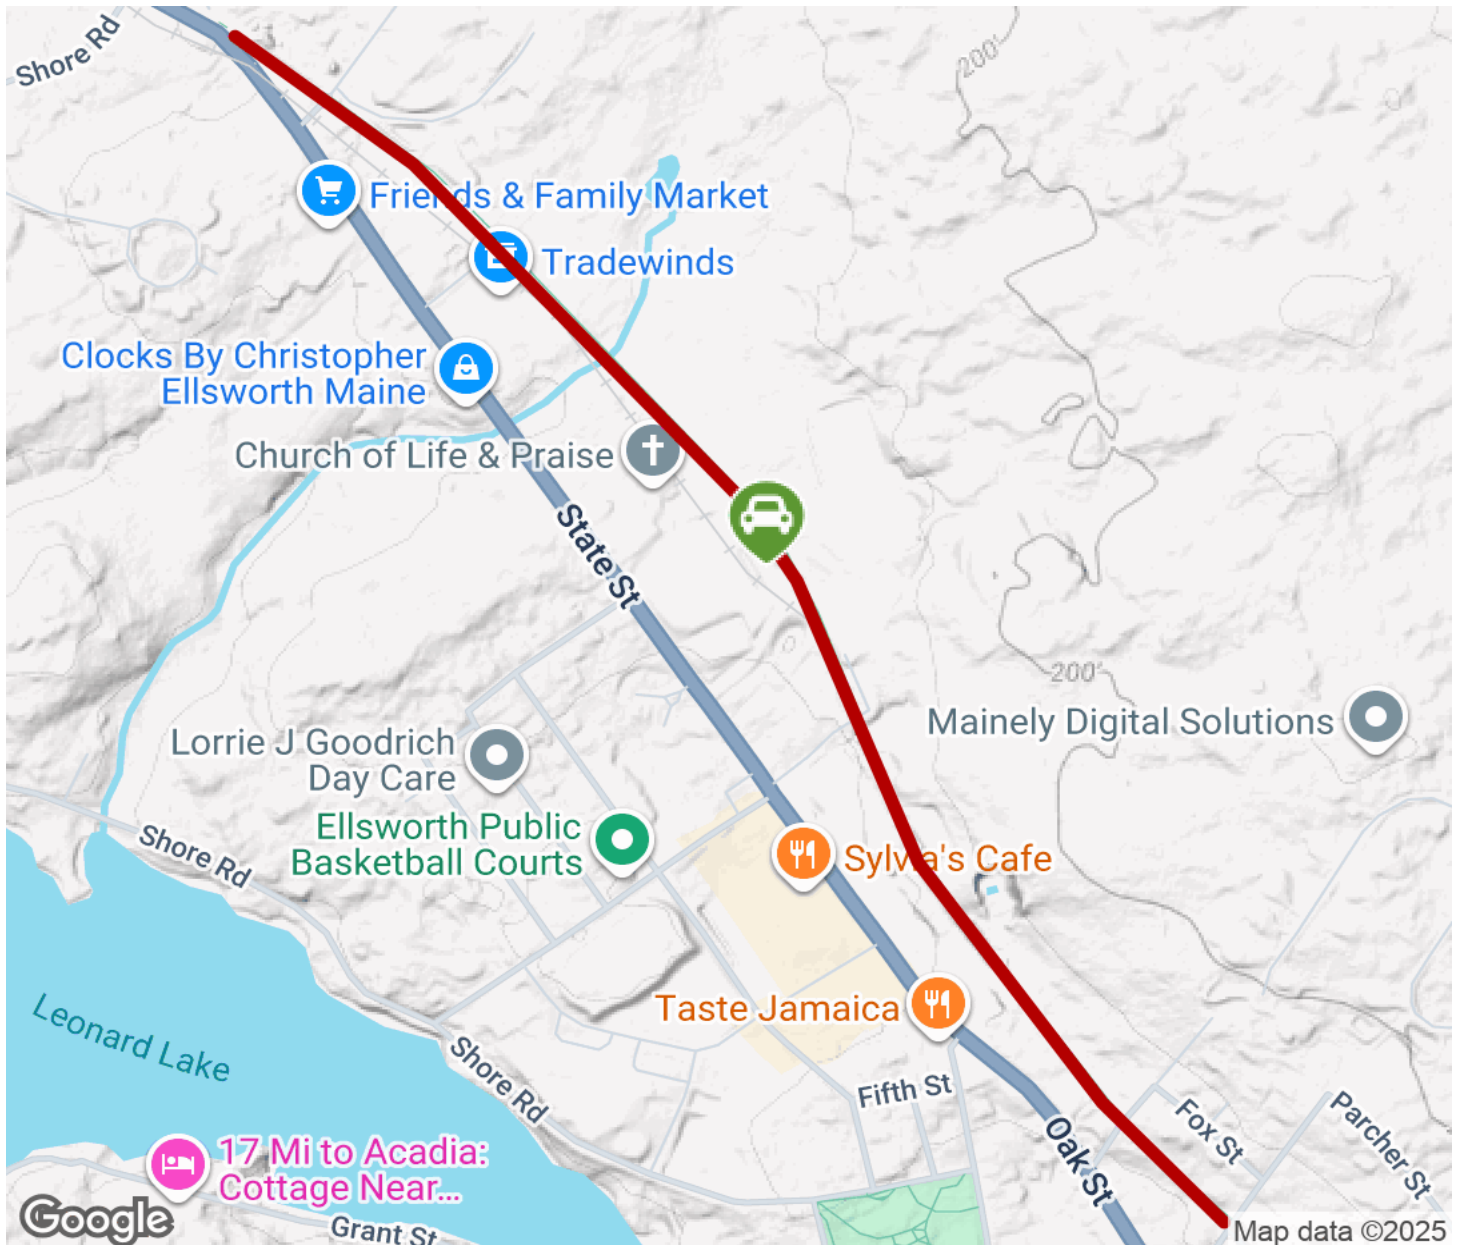 Shore Rd
200'
Friends & Family Market
Tradewinds
Clocks By Christopher
Ellsworth Maine
Church of Life & Praise
State St
200'
Mainely Digital Solutions
Lorrie J Goodrich
Day Care
Ellsworth Public
Basketball Courts
Shore Rd
Sylvia's Cafe
Taste Jamaica
Leonard Lake
Shore Rd
Fifth St
Fox St
Parcher St
Oak St
17 Mi to Acadia:
Cottage Near...
Google
Grant St
Map data ©2025